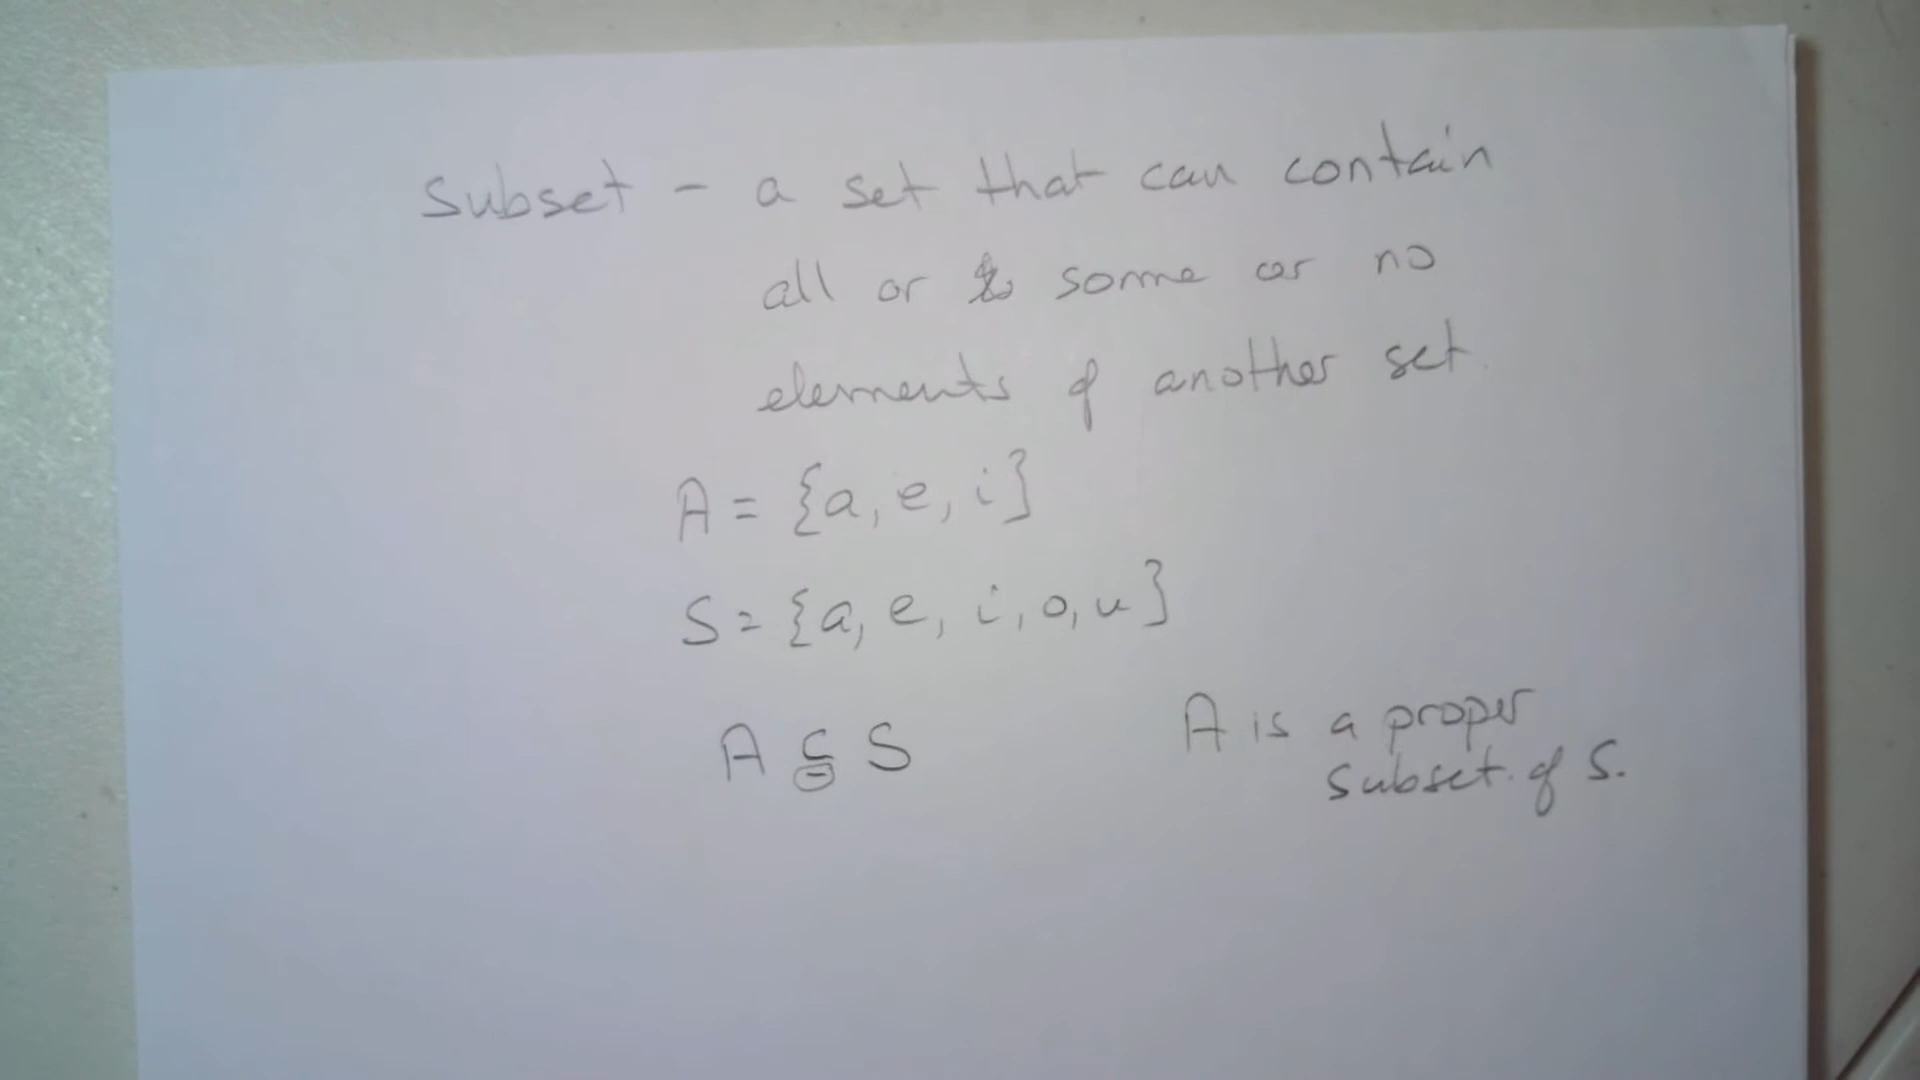 Subset - a set that can contain
all or some or no
elements of another set.
A = {a, e, i}
S = {a, e, i, o, u}
A ⊆ S
A is a proper
subset of S.